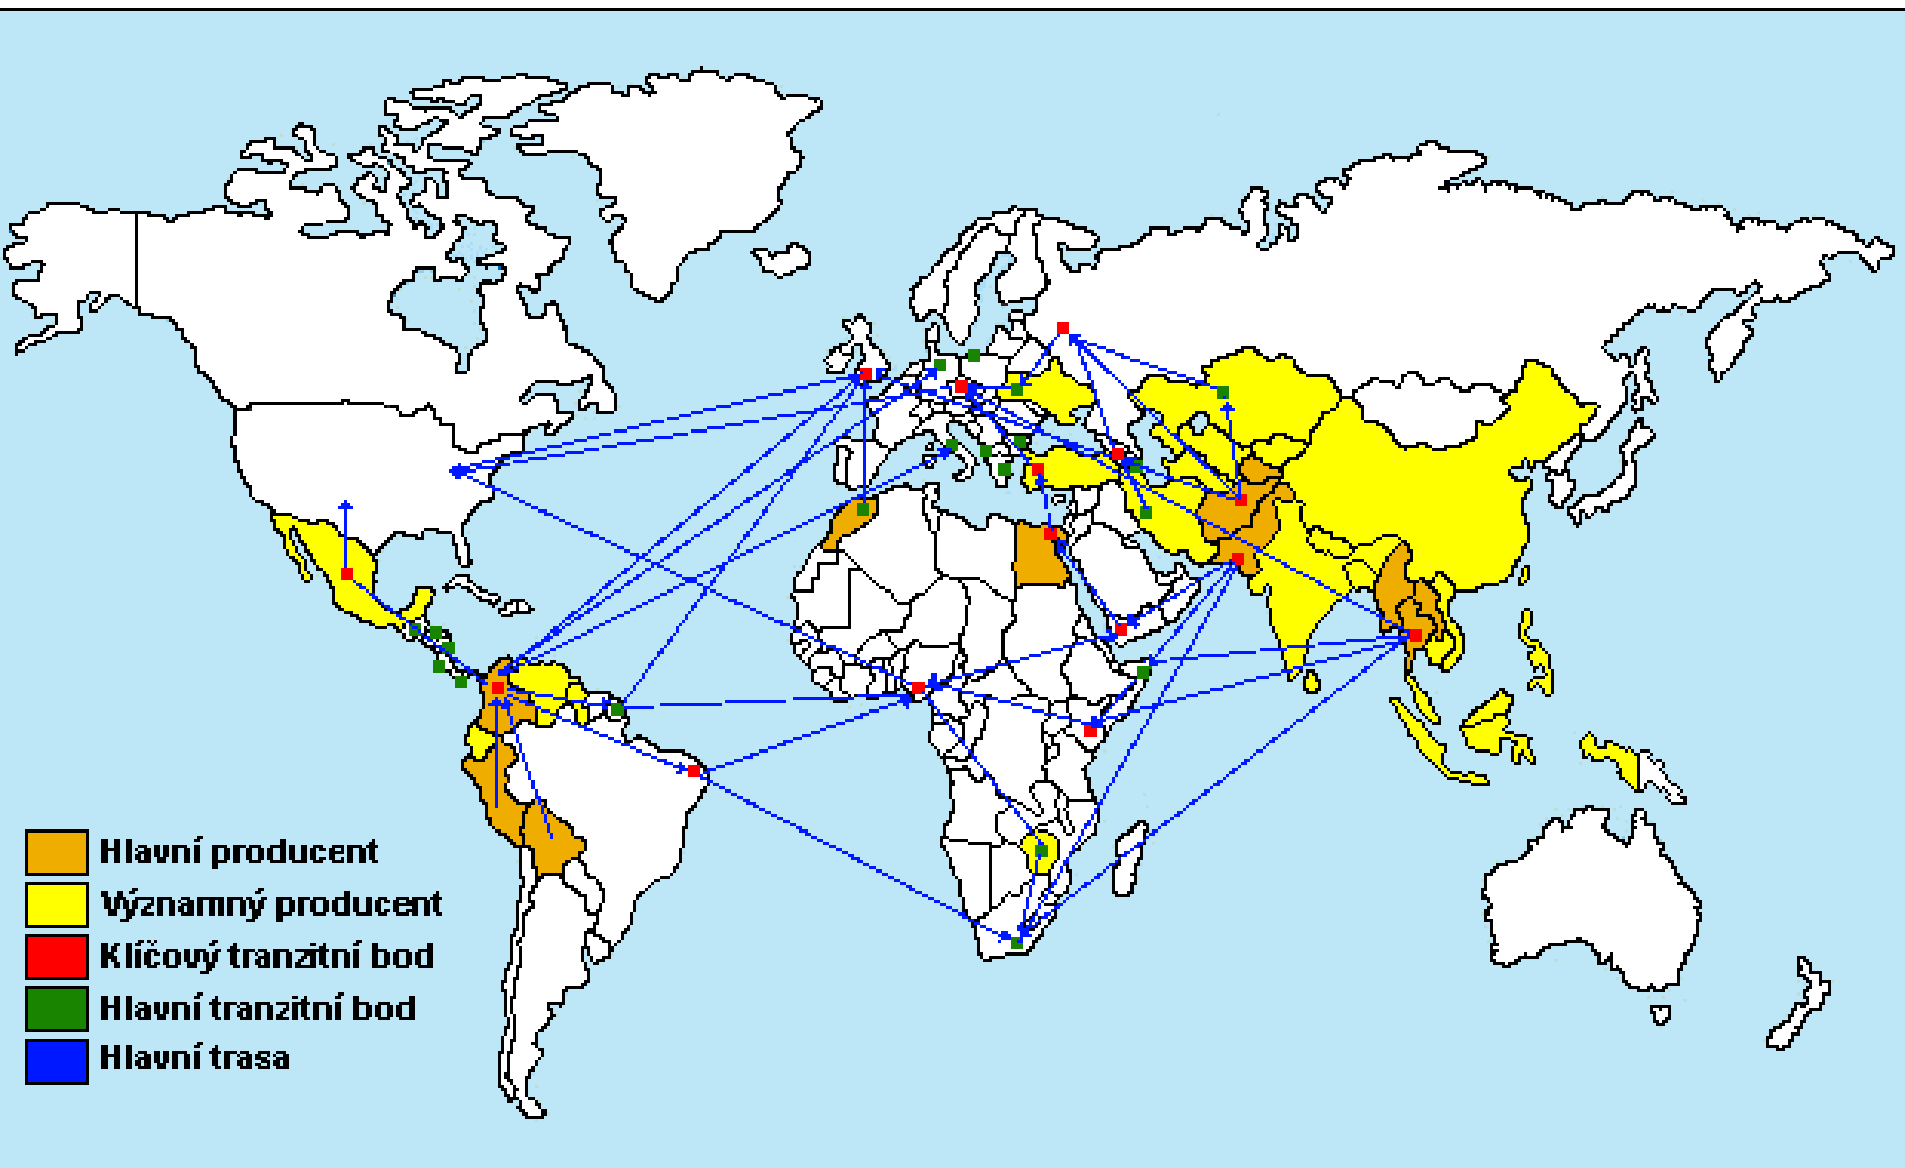 Hlavní producent
Významný producent
Klíčový tranzitní bod
Hlavní tranzitní bod
Hlavní trasa